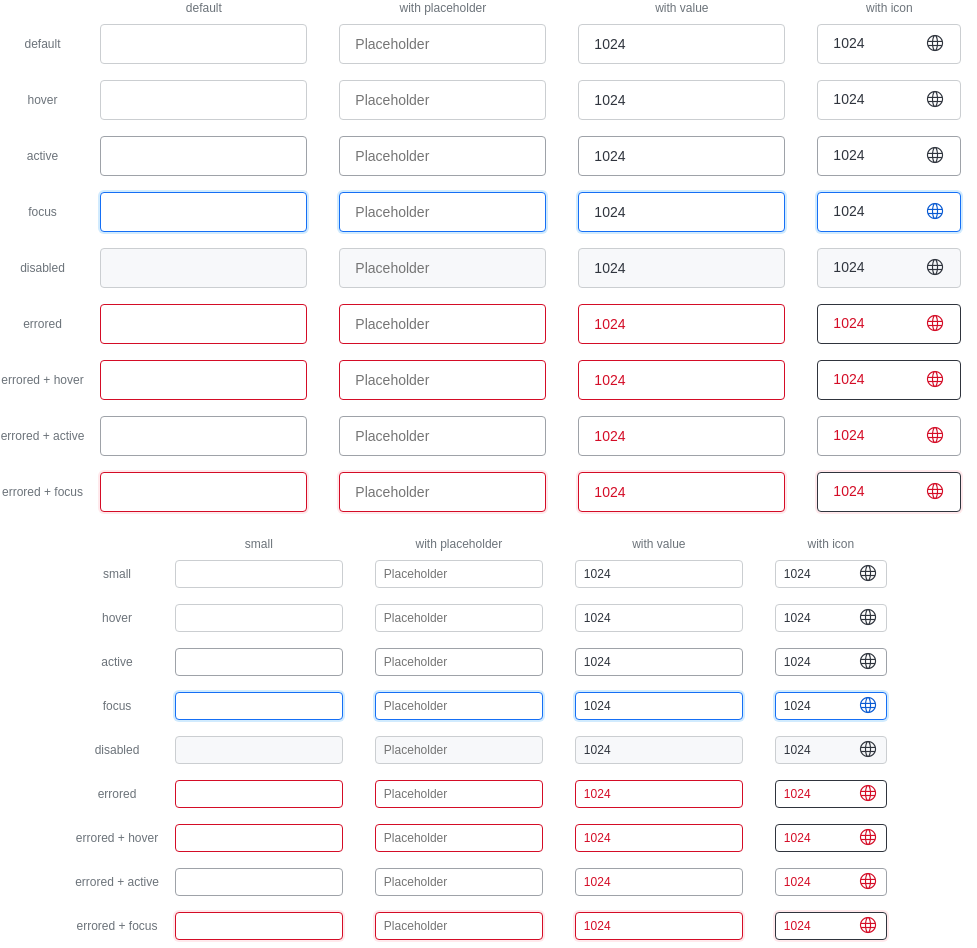 default with placeholder with value with icon
default Placeholder 1024 1024
hover Placeholder 1024 1024
active Placeholder 1024 1024
focus Placeholder 1024 1024
disabled Placeholder 1024 1024
errored Placeholder 1024 1024
errored + hover Placeholder 1024 1024
errored + active Placeholder 1024 1024
errored + focus Placeholder 1024 1024
small with placeholder with value with icon
small Placeholder 1024 1024
hover Placeholder 1024 1024
active Placeholder 1024 1024
focus Placeholder 1024 1024
disabled Placeholder 1024 1024
errored Placeholder 1024 1024
errored + hover Placeholder 1024 1024
errored + active Placeholder 1024 1024
errored + focus Placeholder 1024 1024